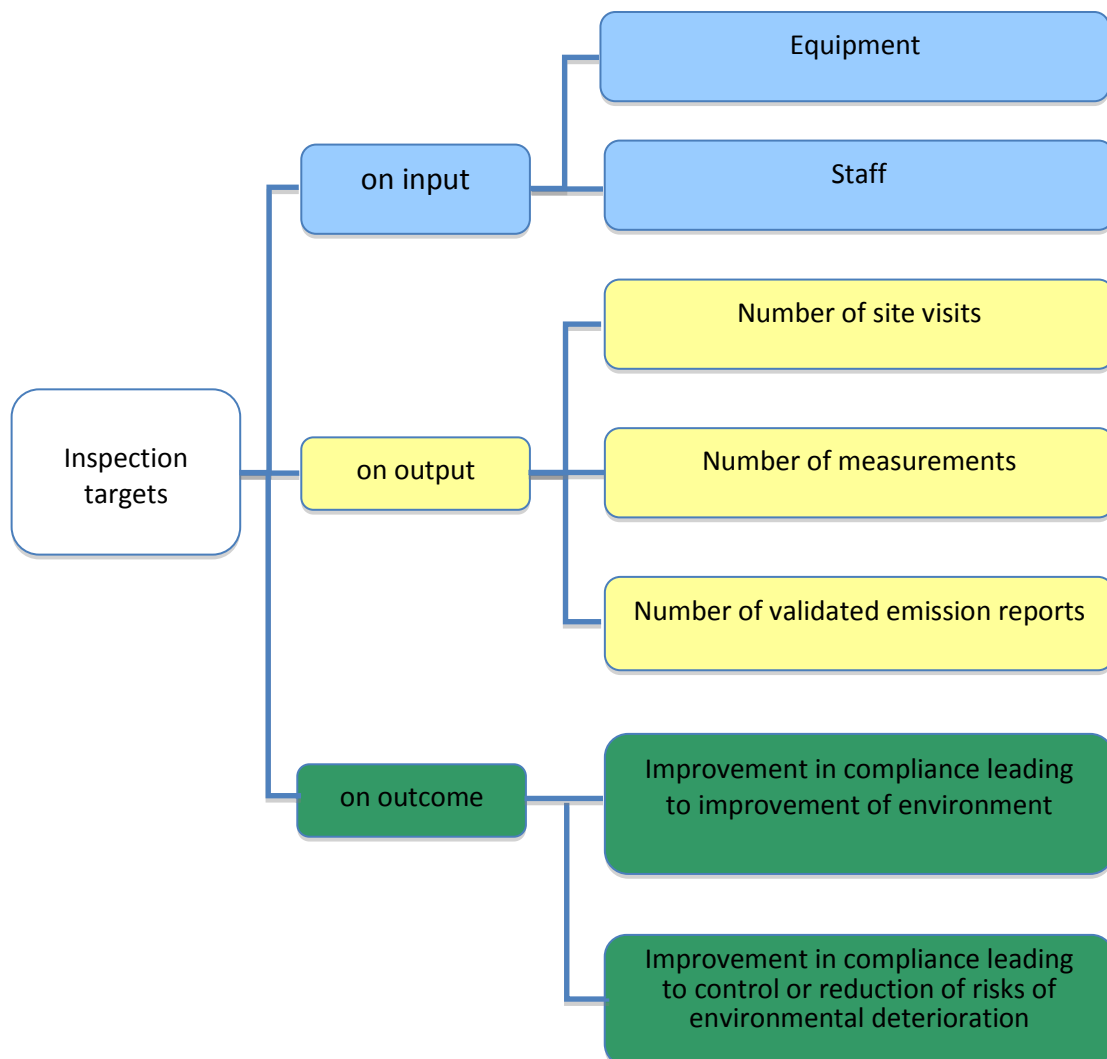 Inspection
targets
on input
Equipment
Staff
on output
Number of site visits
Number of measurements
Number of validated emission reports
on outcome
Improvement in compliance leading
to improvement of environment
Improvement in compliance leading
to control or reduction of risks of
environmental deterioration